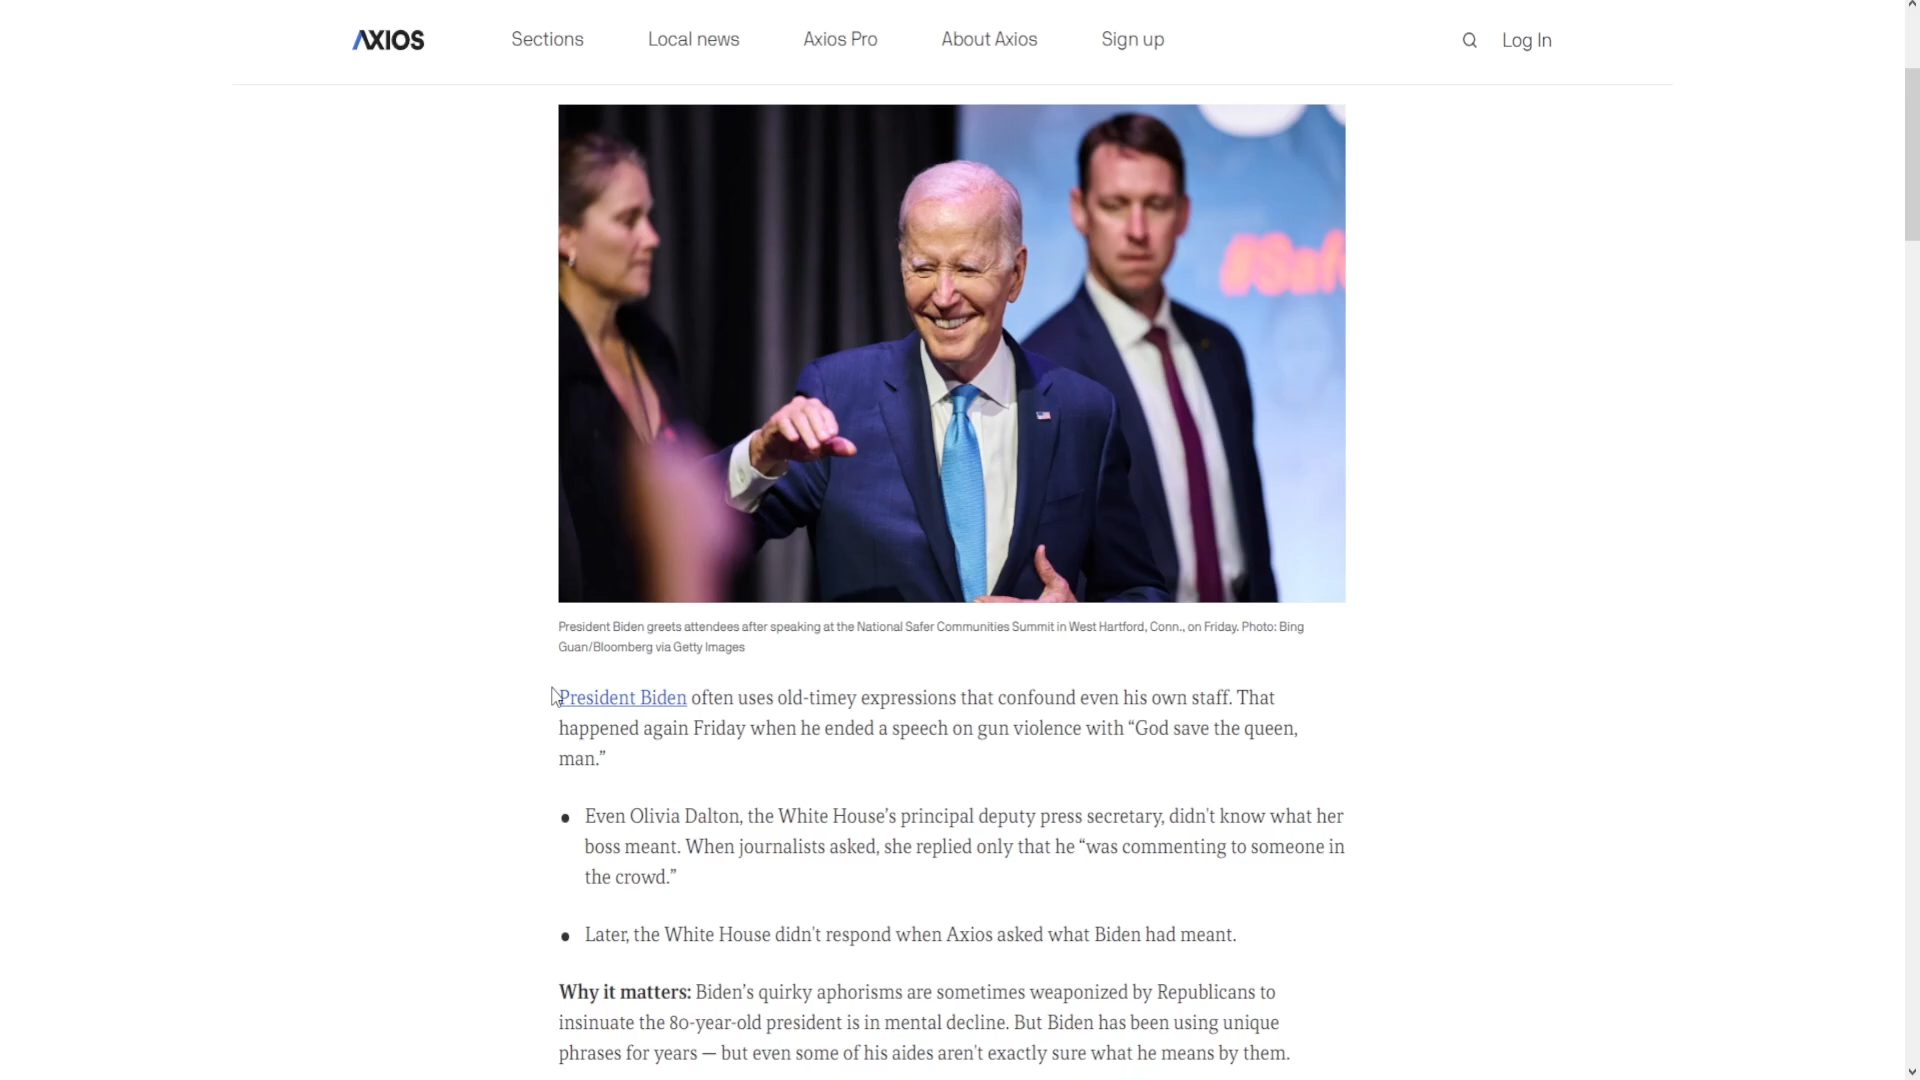 AXIOS
Sections
Local news
Axios Pro
About Axios
Sign up
Log In
President Biden greets attendees after speaking at the National Safer Communities Summit in West Hartford, Conn., on Friday. Photo: Bing
Guan/Bloomberg via Getty Images
President Biden often uses old-timey expressions that confound even his own staff. That
happened again Friday when he ended a speech on gun violence with “God save the queen,
man.”
● Even Olivia Dalton, the White House’s principal deputy press secretary, didn't know what her
boss meant. When journalists asked, she replied only that he “was commenting to someone in
the crowd.”
● Later, the White House didn't respond when Axios asked what Biden had meant.
Why it matters: Biden’s quirky aphorisms are sometimes weaponized by Republicans to
insinuate the 80-year-old president is in mental decline. But Biden has been using unique
phrases for years — but even some of his aides aren't exactly sure what he means by them.